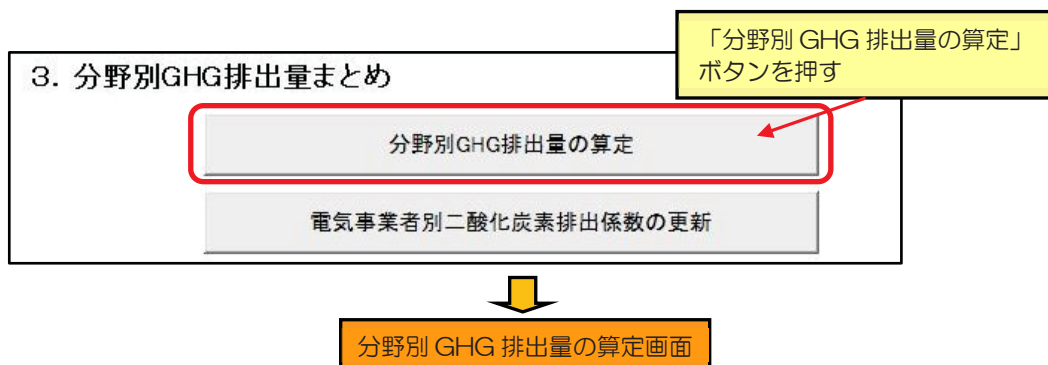 「分野別 GHG 排出量の算定」
ボタンを押す
3. 分野別GHG排出量まとめ
分野別GHG排出量の算定
電気事業者別二酸化炭素排出係数の更新
分野別 GHG 排出量の算定画面